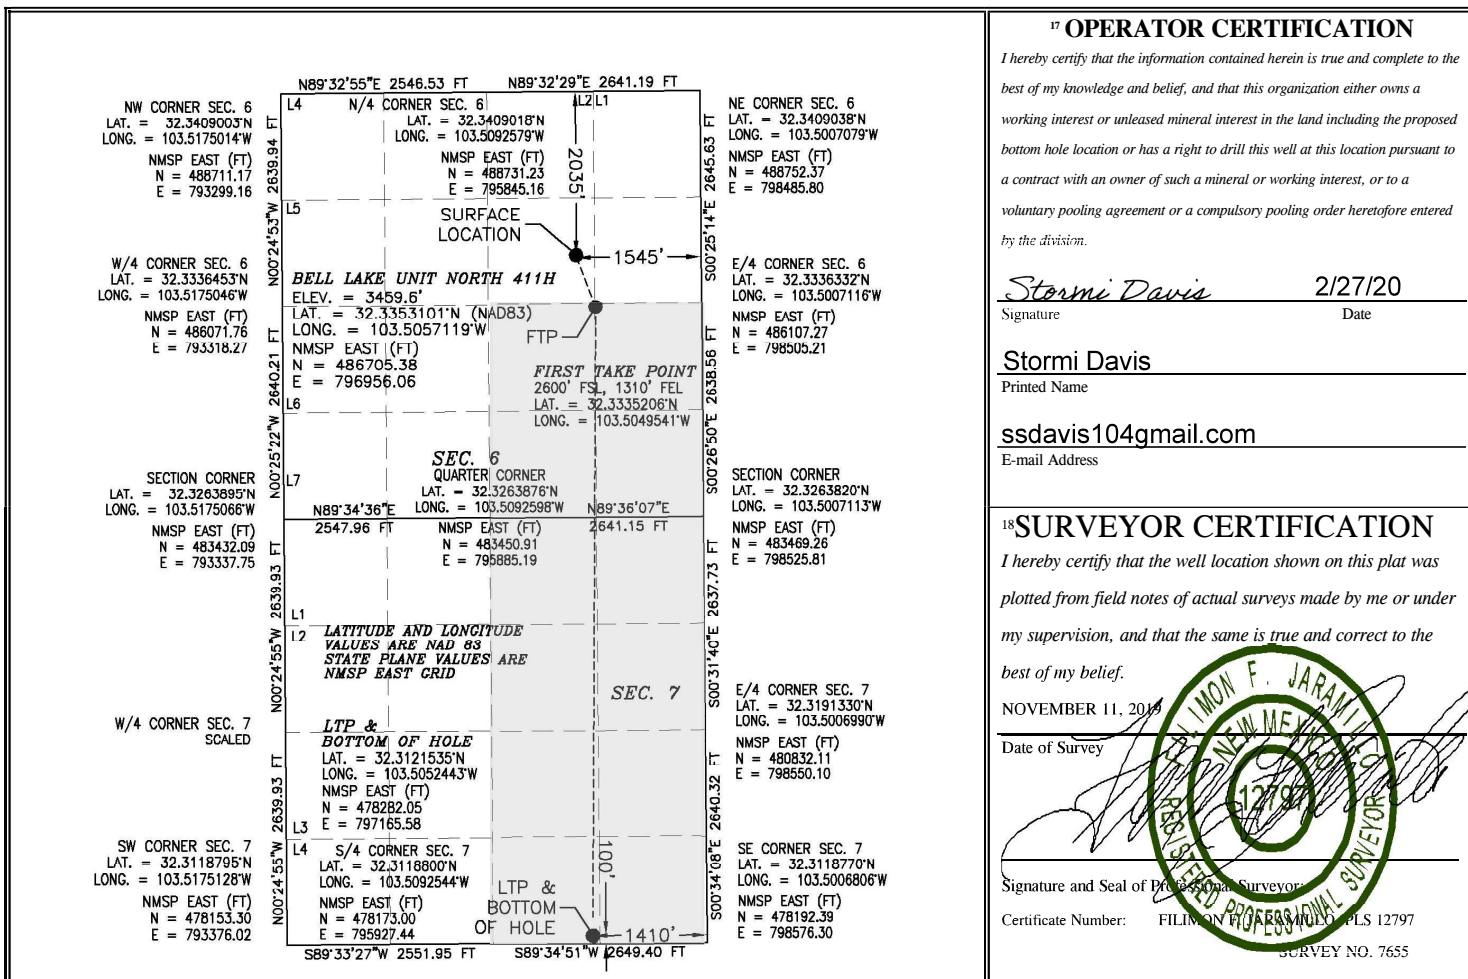 N89°32'55"E 2546.53 FT
N89°32'29"E 2641.19 FT
NW CORNER SEC. 6
LAT. = 32.3409003°N
LONG. = 103.5175014°W
NMSP EAST (FT)
N = 488711.17
E = 793299.16
L4
N/4 CORNER SEC. 6
LAT. = 32.3409018°N
LONG. = 103.5092579°W
NMSP EAST (FT)
N = 488731.23
E = 795845.16
L2
L1
NE CORNER SEC. 6
LAT. = 32.3409038°N
LONG. = 103.5007079°W
NMSP EAST (FT)
N = 488752.37
E = 798485.80
N00°24'53"W 2639.94 FT
2035'
S00°25'14"E 2645.63 FT
L5
SURFACE
LOCATION
1545'
W/4 CORNER SEC. 6
LAT. = 32.3336453°N
LONG. = 103.5175046°W
NMSP EAST (FT)
N = 486071.76
E = 793318.27
BELL LAKE UNIT NORTH 411H
ELEV. = 3459.6'
LAT. = 32.3353101°N (NAD83)
LONG. = 103.5057119°W
NMSP EAST (FT)
N = 486705.38
E = 796956.06
FTP
E/4 CORNER SEC. 6
LAT. = 32.3336332°N
LONG. = 103.5007116°W
NMSP EAST (FT)
N = 486107.27
E = 798505.21
FIRST TAKE POINT
2600' FSL, 1310' FEL
LAT. = 32.3335206°N
LONG. = 103.5049541°W
N00°25'22"W 2640.21 FT
S00°26'50"E 2638.56 FT
L6
SEC. 6
L7
SECTION CORNER
LAT. = 32.3263895°N
LONG. = 103.5175066°W
NMSP EAST (FT)
N = 483432.09
E = 793337.75
QUARTER CORNER
LAT. = 32.3263876°N
LONG. = 103.5092598°W
NMSP EAST (FT)
N = 483450.91
E = 795885.19
N89°34'36"E
2547.96 FT
N89°36'07"E
2641.15 FT
SECTION CORNER
LAT. = 32.3263820°N
LONG. = 103.5007113°W
NMSP EAST (FT)
N = 483469.26
E = 798525.81
N00°24'55"W 2639.93 FT
S00°31'40"E 2637.73 FT
L1
L2
LATITUDE AND LONGITUDE
VALUES ARE NAD 83
STATE PLANE VALUES ARE
NMSP EAST GRID
SEC. 7
W/4 CORNER SEC. 7
SCALED
E/4 CORNER SEC. 7
LAT. = 32.3191330°N
LONG. = 103.5006990°W
NMSP EAST (FT)
N = 480832.11
E = 798550.10
LTP &
BOTTOM OF HOLE
LAT. = 32.3121535°N
LONG. = 103.5052443°W
NMSP EAST (FT)
N = 478282.05
E = 797165.58
N00°24'55"W 2639.93 FT
S00°34'08"E 2640.32 FT
L3
L4
SW CORNER SEC. 7
LAT. = 32.3118795°N
LONG. = 103.5175128°W
NMSP EAST (FT)
N = 478153.30
E = 793376.02
S/4 CORNER SEC. 7
LAT. = 32.3118800°N
LONG. = 103.5092544°W
NMSP EAST (FT)
N = 478173.00
E = 795927.44
100'
LTP &
BOTTOM
OF HOLE
1410'
SE CORNER SEC. 7
LAT. = 32.3118770°N
LONG. = 103.5006806°W
NMSP EAST (FT)
N = 478192.39
E = 798576.30
S89°33'27"W 2551.95 FT
S89°34'51"W 2649.40 FT
17 OPERATOR CERTIFICATION
I hereby certify that the information contained herein is true and complete to the
best of my knowledge and belief, and that this organization either owns a
working interest or unleased mineral interest in the land including the proposed
bottom hole location or has a right to drill this well at this location pursuant to
a contract with an owner of such a mineral or working interest, or to a
voluntary pooling agreement or a compulsory pooling order heretofore entered
by the division.
Stormi Davis 2/27/20
Signature Date
Stormi Davis
Printed Name
ssdavis104gmail.com
E-mail Address
18SURVEYOR CERTIFICATION
I hereby certify that the well location shown on this plat was
plotted from field notes of actual surveys made by me or under
my supervision, and that the same is true and correct to the
best of my belief.
NOVEMBER 11, 2019
Date of Survey
FILIMON F. JARAMILLO
NEW MEXICO
12797
REGISTERED PROFESSIONAL SURVEYOR
Signature and Seal of Professional Surveyor:
Certificate Number: FILIMON F. JARAMILLO, PLS 12797
SURVEY NO. 7655